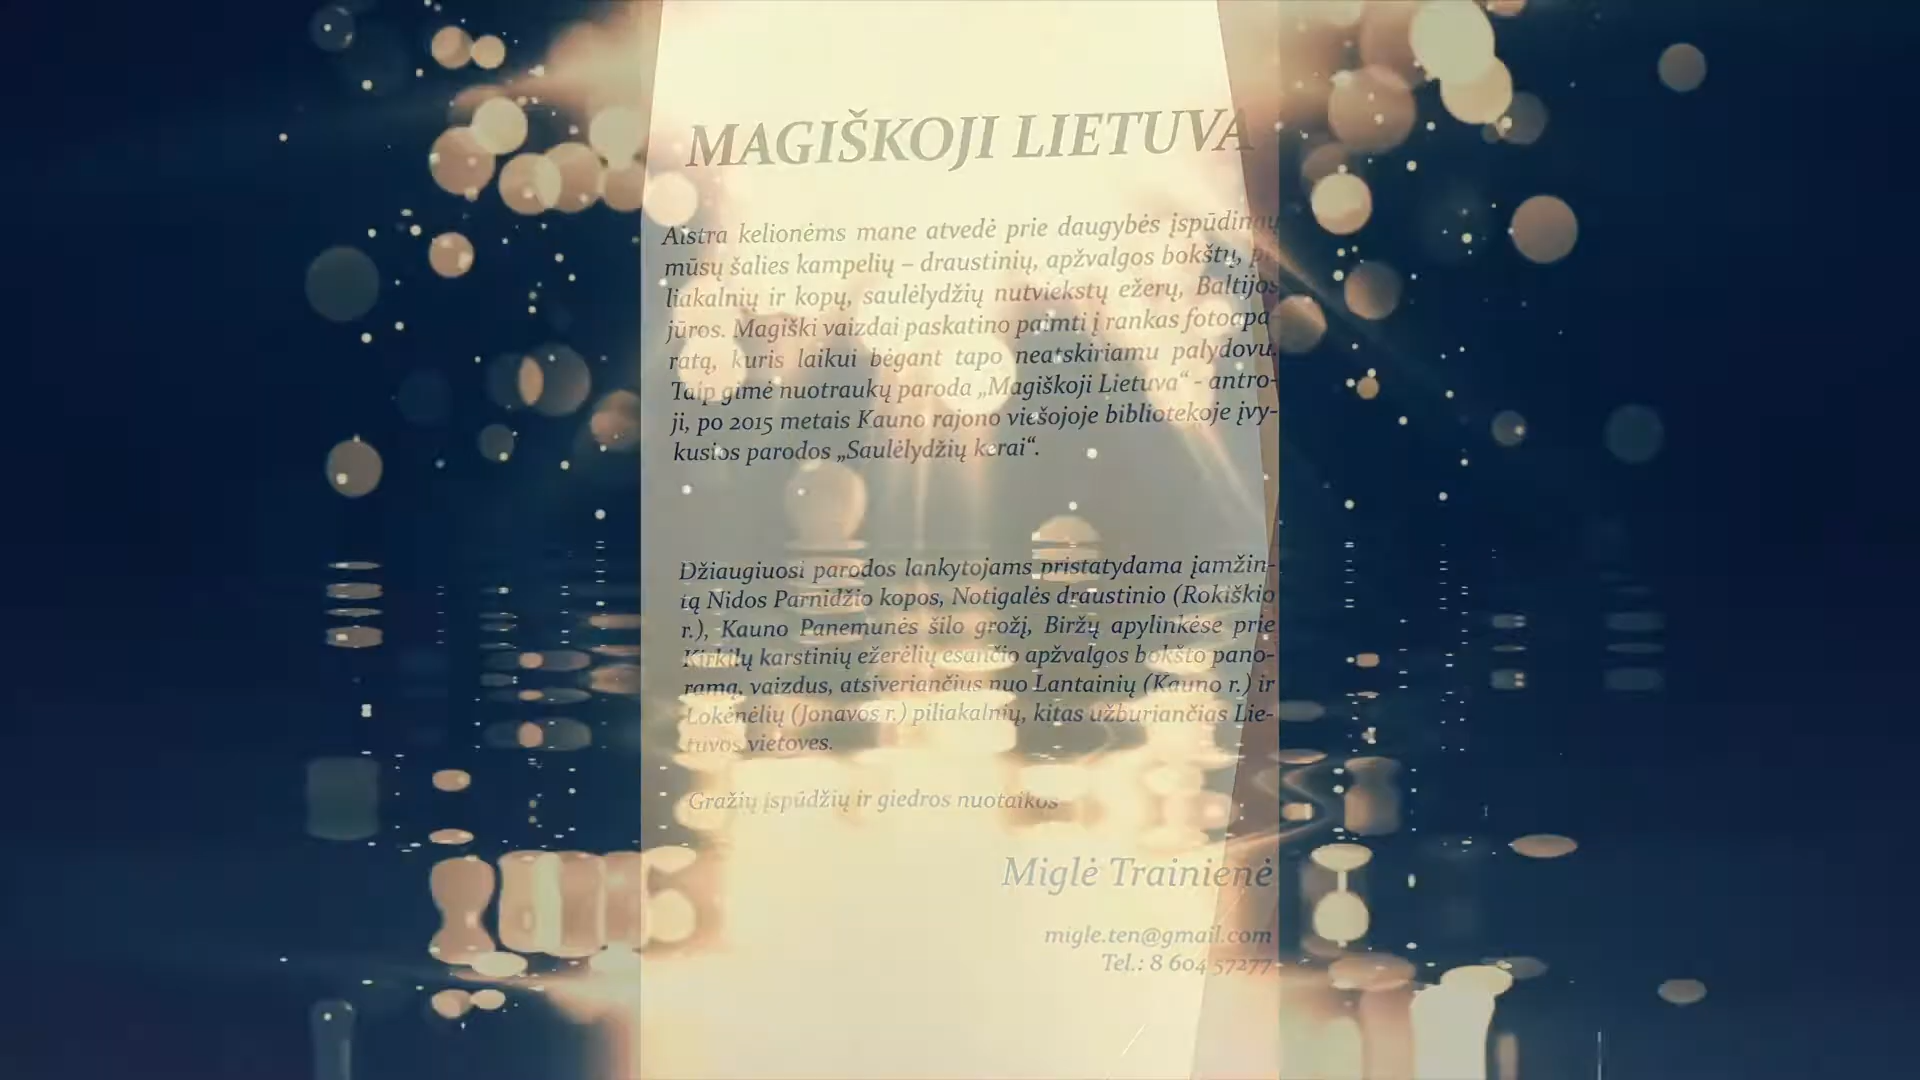 MAGIŠKOJI LIETUVA
Aistra kelionėms mane atvedė prie daugybės įspūdingų
mūsų šalies kampelių – draustinių, apžvalgos bokštų, pi-
liakalnių ir kopų, saulėlydžių nutviekstų ežerų, Baltijos
jūros. Magiški vaizdai paskatino paimti į rankas fotoapa-
ratą, kuris laikui bėgant tapo neatskiriamu palydovu.
Taip gimė nuotraukų paroda „Magiškoji Lietuva“ - antro-
ji, po 2015 metais Kauno rajono viešojoje bibliotekoje įvy-
kusios parodos „Saulėlydžių kerai“.
Džiaugiuosi parodos lankytojams pristatydama įamžin-
tą Nidos Parnidžio kopos, Notigalės draustinio (Rokiškio
r.), Kauno Panemunės šilo grožį, Biržų apylinkėse prie
Kirkilų karstinių ežerėlių esančio apžvalgos bokšto pano-
ramą, vaizdus, atsiveriančius nuo Lantainių (Kauno r.) ir
Lokėnėlių (Jonavos r.) piliakalnių, kitas užburiančias Lie-
tuvos vietoves.
Gražių įspūdžių ir giedros nuotaikos
Miglė Trainienė
migle.ten@gmail.com
Tel.: 8 604 57277